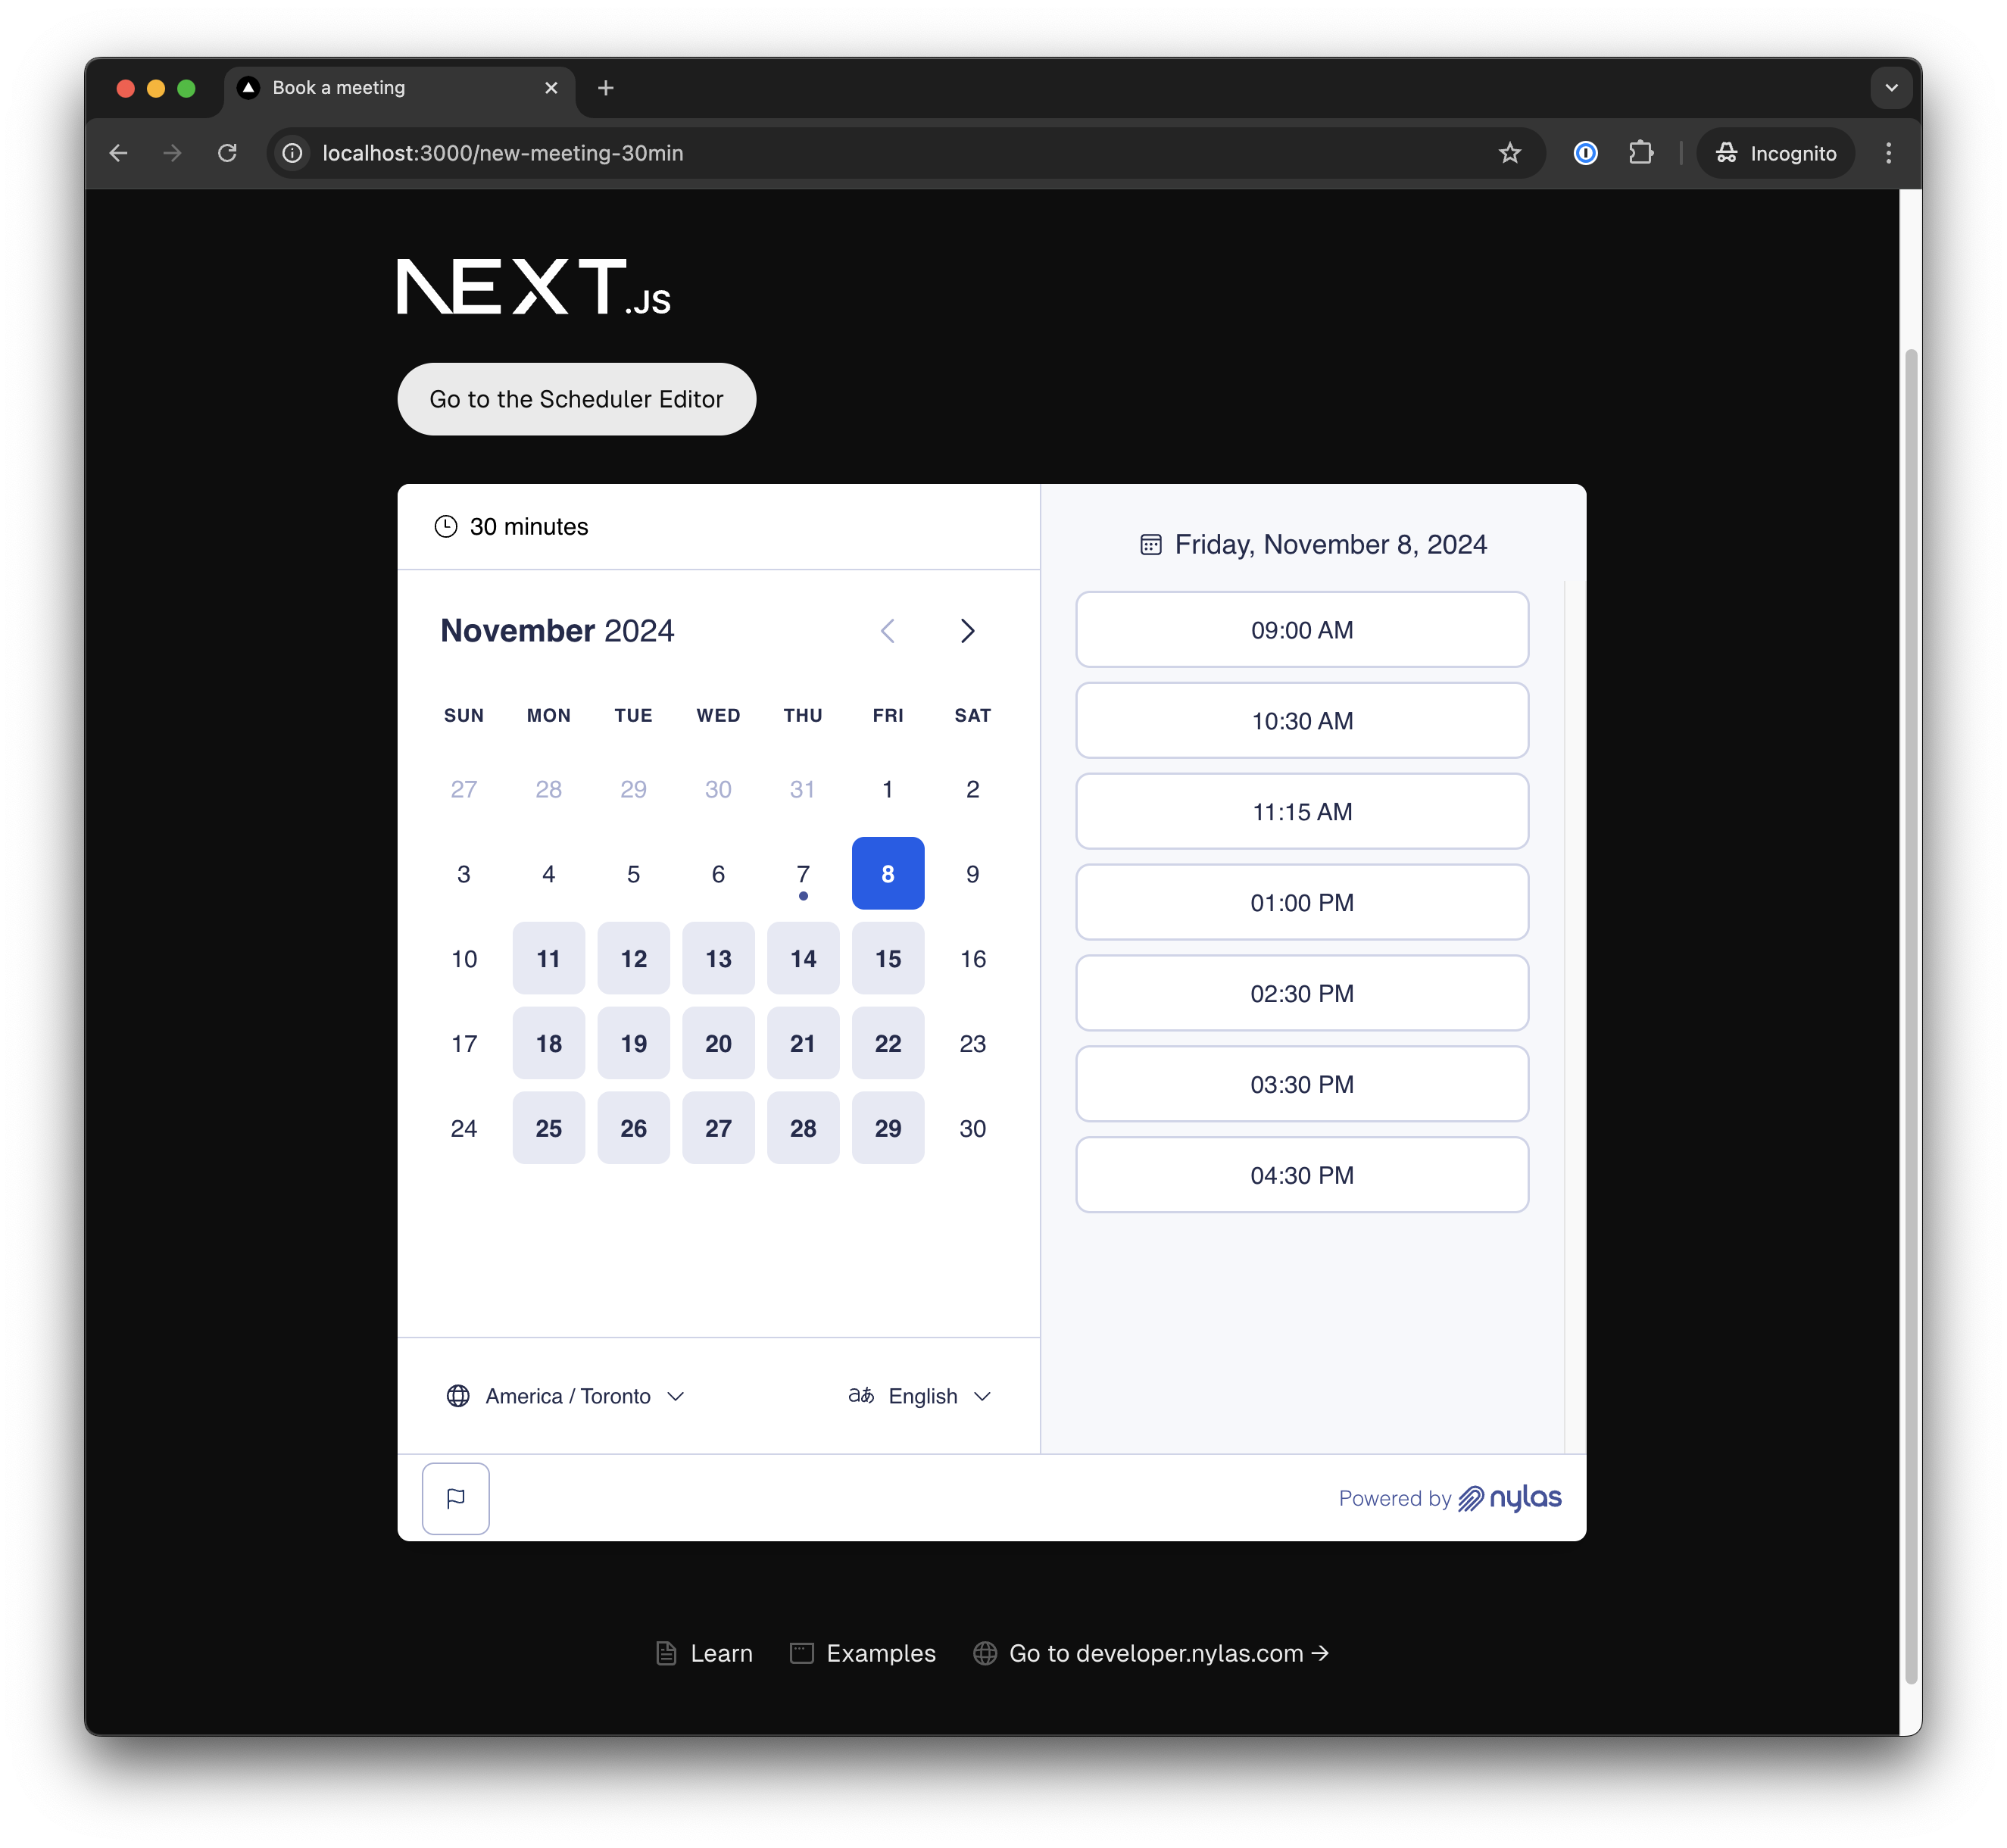 Book a meeting
localhost:3000/new-meeting-30min
Incognito
NEXT.JS
Go to the Scheduler Editor
30 minutes
November 2024
SUN MON TUE WED THU FRI SAT
27 28 29 30 31 1 2
3 4 5 6 7 8 9
10 11 12 13 14 15 16
17 18 19 20 21 22 23
24 25 26 27 28 29 30
America / Toronto
aあ English
Friday, November 8, 2024
09:00 AM
10:30 AM
11:15 AM
01:00 PM
02:30 PM
03:30 PM
04:30 PM
Powered by nylas
Learn Examples Go to developer.nylas.com →